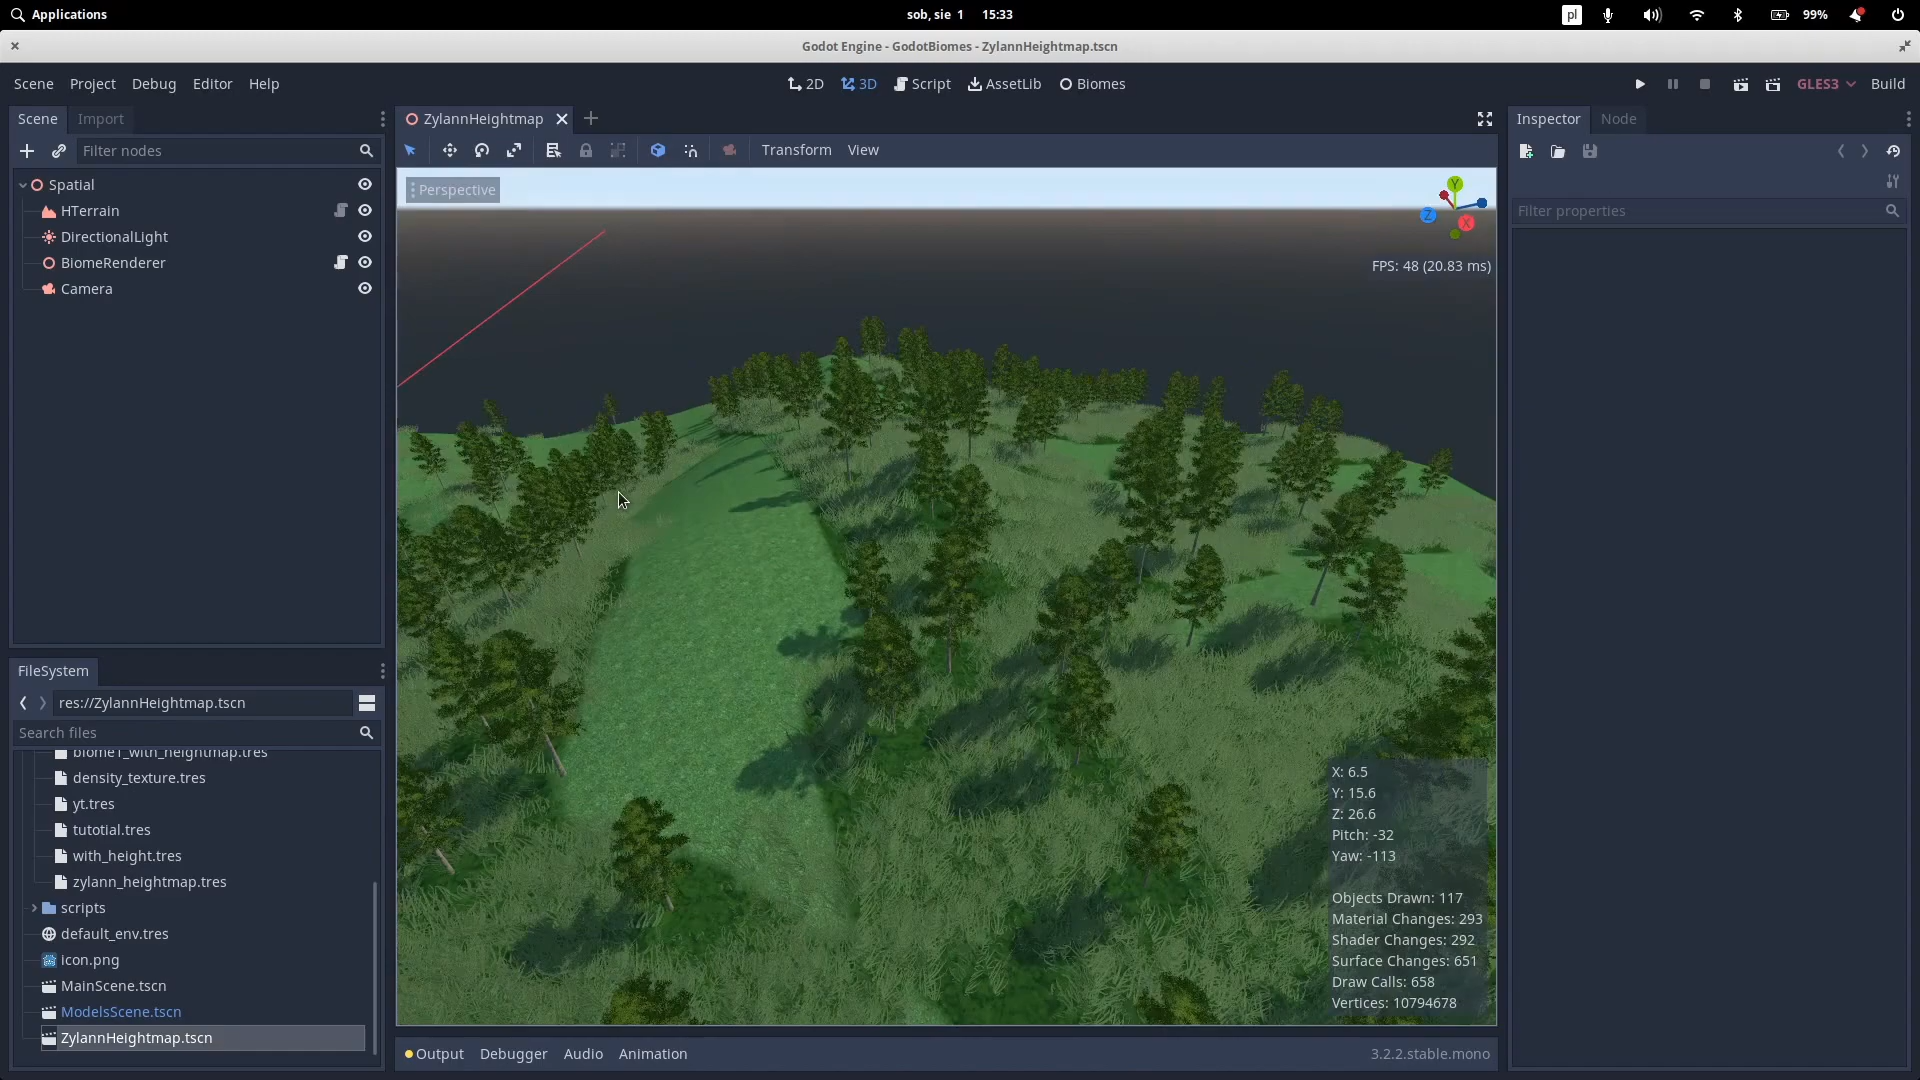 Applications
sob, sie 1 15:33
pl
99%
Godot Engine - GodotBiomes - ZylannHeightmap.tscn
Scene Project Debug Editor Help
2D 3D Script AssetLib Biomes
GLES3 Build
Scene Import
ZylannHeightmap
Inspector Node
Filter nodes
Transform View
Spatial
HTerrain
DirectionalLight
BiomeRenderer
Camera
Perspective
Y
Z
X
FPS: 48 (20.83 ms)
Filter properties
FileSystem
res://ZylannHeightmap.tscn
Search files
biome1_with_heightmap.tres
density_texture.tres
yt.tres
tutotial.tres
with_height.tres
zylann_heightmap.tres
scripts
default_env.tres
icon.png
MainScene.tscn
ModelsScene.tscn
ZylannHeightmap.tscn
X: 6.5
Y: 15.6
Z: 26.6
Pitch: -32
Yaw: -113
Objects Drawn: 117
Material Changes: 293
Shader Changes: 292
Surface Changes: 651
Draw Calls: 658
Vertices: 10794678
Output Debugger Audio Animation
3.2.2.stable.mono